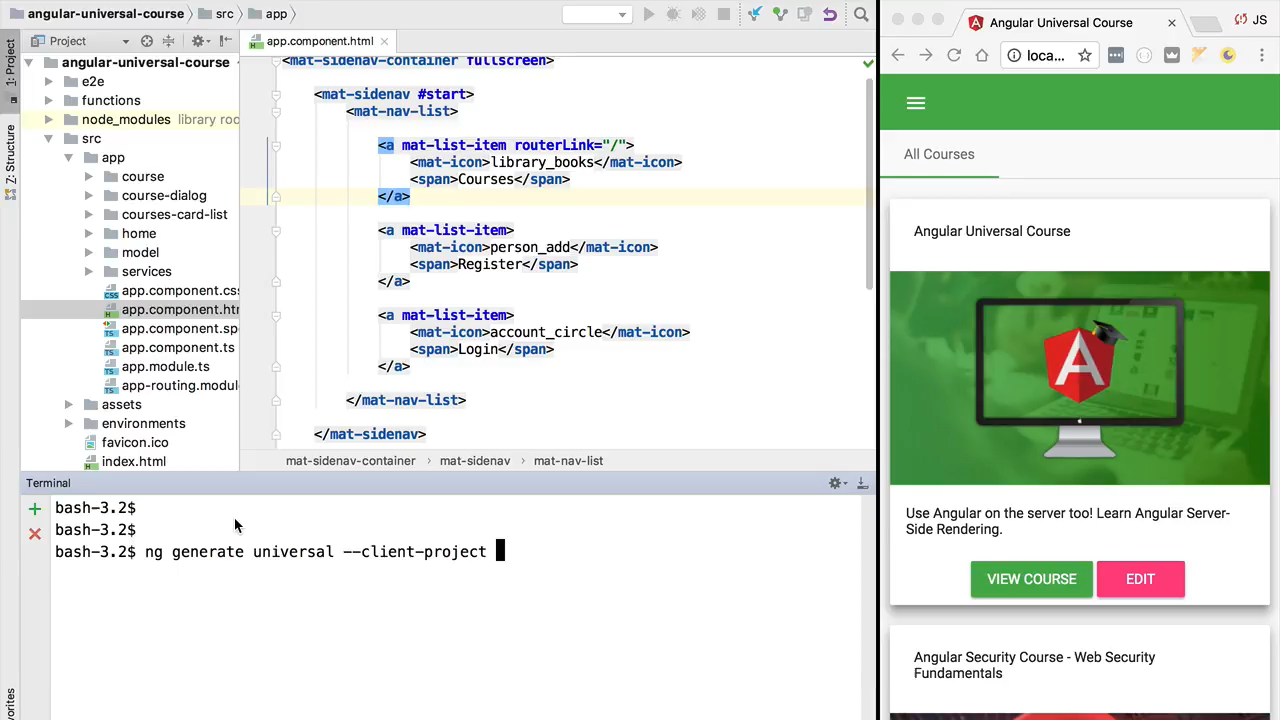 angular-universal-course
src
app
Project
app.component.html
1: Project
Z: Structure
angular-universal-course
e2e
functions
node_modules library roo
src
app
course
course-dialog
courses-card-list
home
model
services
app.component.cs
app.component.htm
app.component.spe
app.component.ts
app.module.ts
app-routing.module
assets
environments
favicon.ico
index.html
<mat-sidenav-container fullscreen>
<mat-sidenav #start>
<mat-nav-list>
<a mat-list-item routerLink="/">
<mat-icon>library_books</mat-icon>
<span>Courses</span>
</a>
<a mat-list-item>
<mat-icon>person_add</mat-icon>
<span>Register</span>
</a>
<a mat-list-item>
<mat-icon>account_circle</mat-icon>
<span>Login</span>
</a>
</mat-nav-list>
</mat-sidenav>
mat-sidenav-container › mat-sidenav › mat-nav-list
Terminal
bash-3.2$
bash-3.2$
bash-3.2$ ng generate universal --client-project
vorites
Angular Universal Course
JS
loca...
All Courses
Angular Universal Course
Use Angular on the server too! Learn Angular Server-
Side Rendering.
VIEW COURSE
EDIT
Angular Security Course - Web Security
Fundamentals